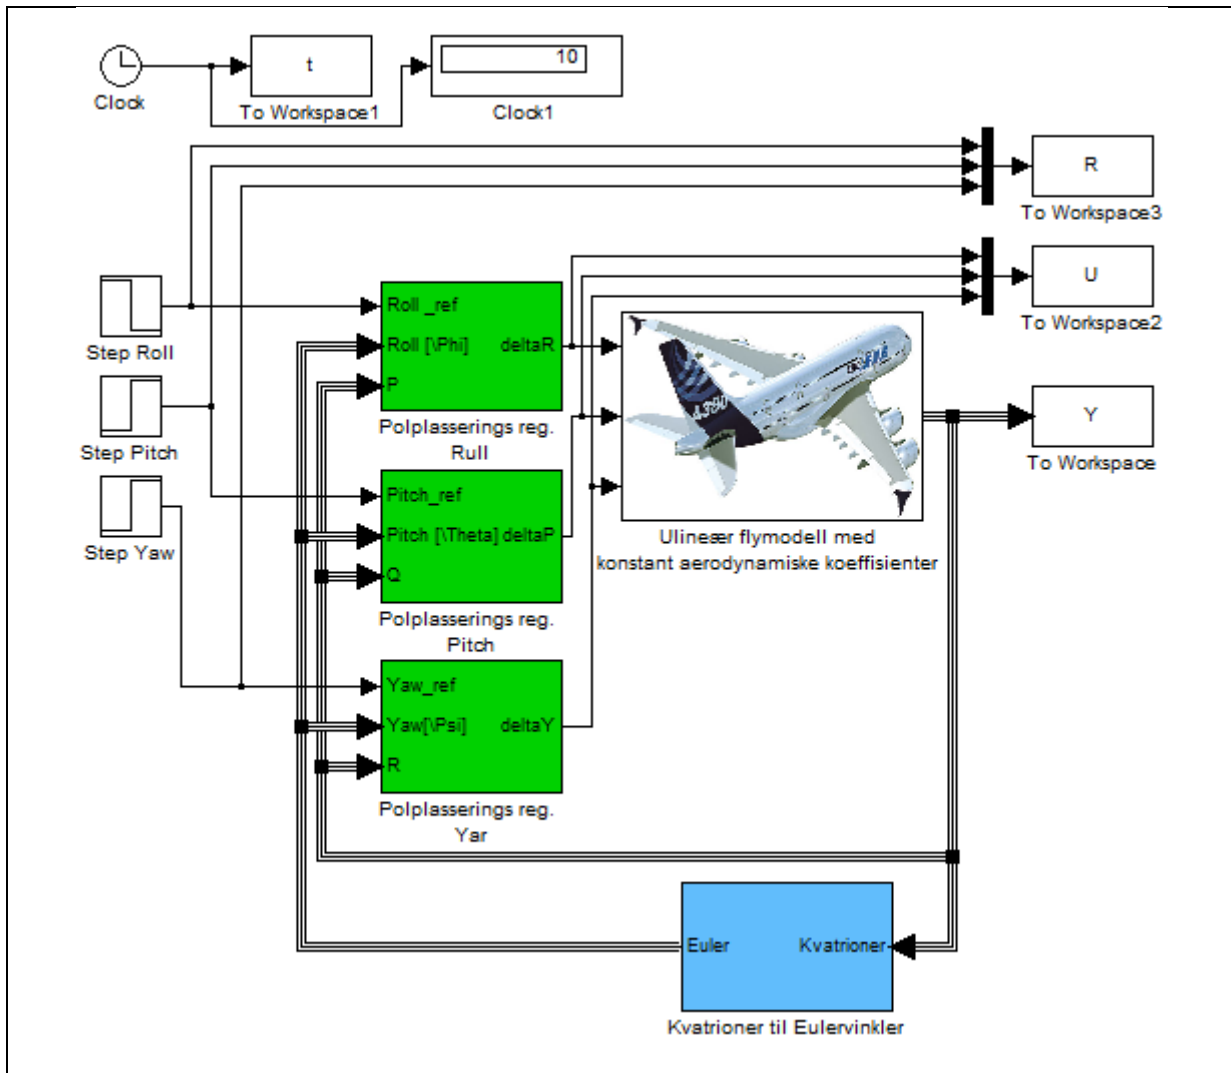 t
10
Clock
To Workspace1
Clock1
R
To Workspace3
U
To Workspace2
Step Roll
Roll _ref
Roll [\Phi]
deltaR
P
Polplasserings reg.
Rull
A380
Y
To Workspace
Step Pitch
Pitch_ref
Pitch [\Theta] deltaP
Q
Polplasserings reg.
Pitch
Ulineær flymodell med
konstant aerodynamiske koeffisienter
Step Yaw
Yaw_ref
Yaw[\Psi]
deltaY
R
Polplasserings reg.
Yar
Euler
Kvatrioner
Kvatrioner til Eulervinkler